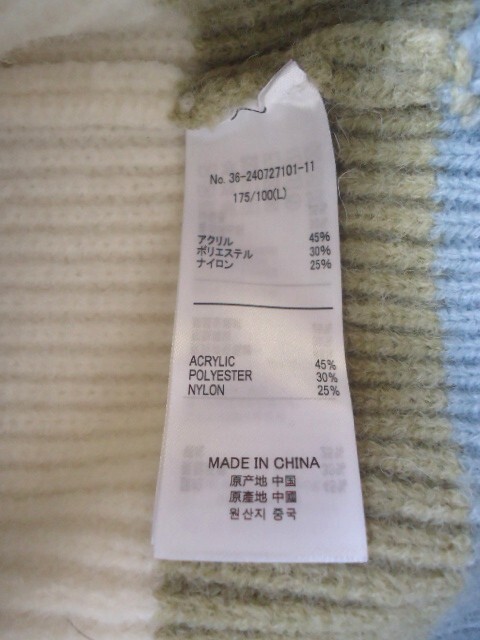 No. 36-240727101-11
175/100(L)
アクリル 45%
ポリエステル 30%
ナイロン 25%
ACRYLIC 45%
POLYESTER 30%
NYLON 25%
MADE IN CHINA
原产地 中国
原產地 中國
원산지 중국